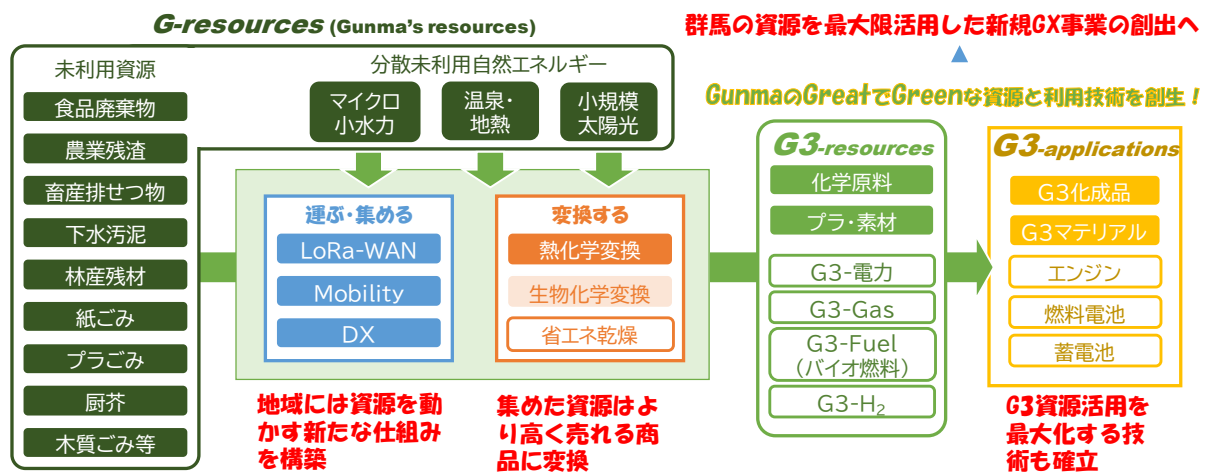 G-resources (Gunma's resources)
未利用資源
食品廃棄物
農業残渣
畜産排せつ物
下水汚泥
林産残材
紙ごみ
プラごみ
厨芥
木質ごみ等
分散未利用自然エネルギー
マイクロ
小水力
温泉・
地熱
小規模
太陽光
運ぶ・集める
LoRa-WAN
Mobility
DX
地域には資源を動
かす新たな仕組み
を構築
変換する
熱化学変換
生物化学変換
省エネ乾燥
集めた資源はよ
り高く売れる商
品に変換
群馬の資源を最大限活用した新規GX事業の創出へ
GunmaのGreatでGreenな資源と利用技術を創生！
G3-resources
化学原料
プラ・素材
G3-電力
G3-Gas
G3-Fuel
（バイオ燃料）
G3-H₂
G3-applications
G3化成品
G3マテリアル
エンジン
燃料電池
蓄電池
G3資源活用を
最大化する技
術も確立